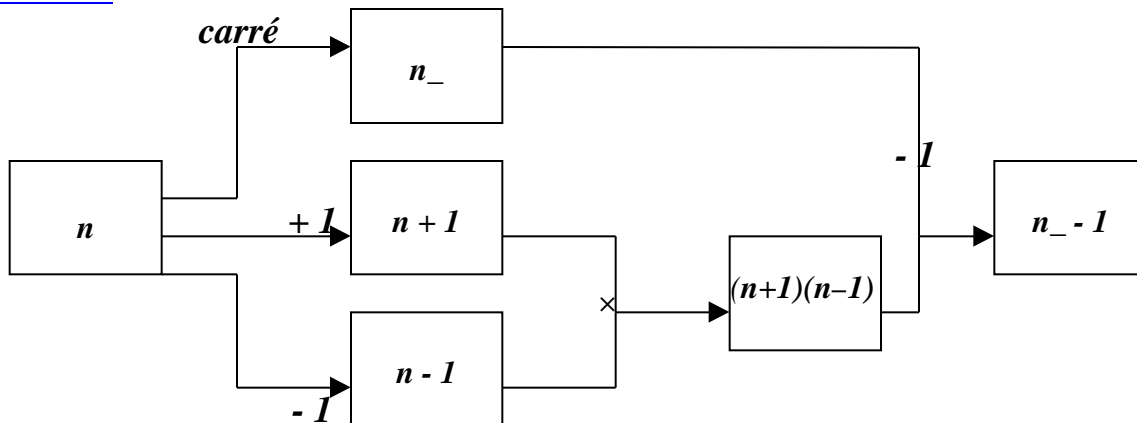 carré
n_
- 1
n
+ 1
n + 1
n_ - 1
(n+1)(n–1)
×
n - 1
- 1